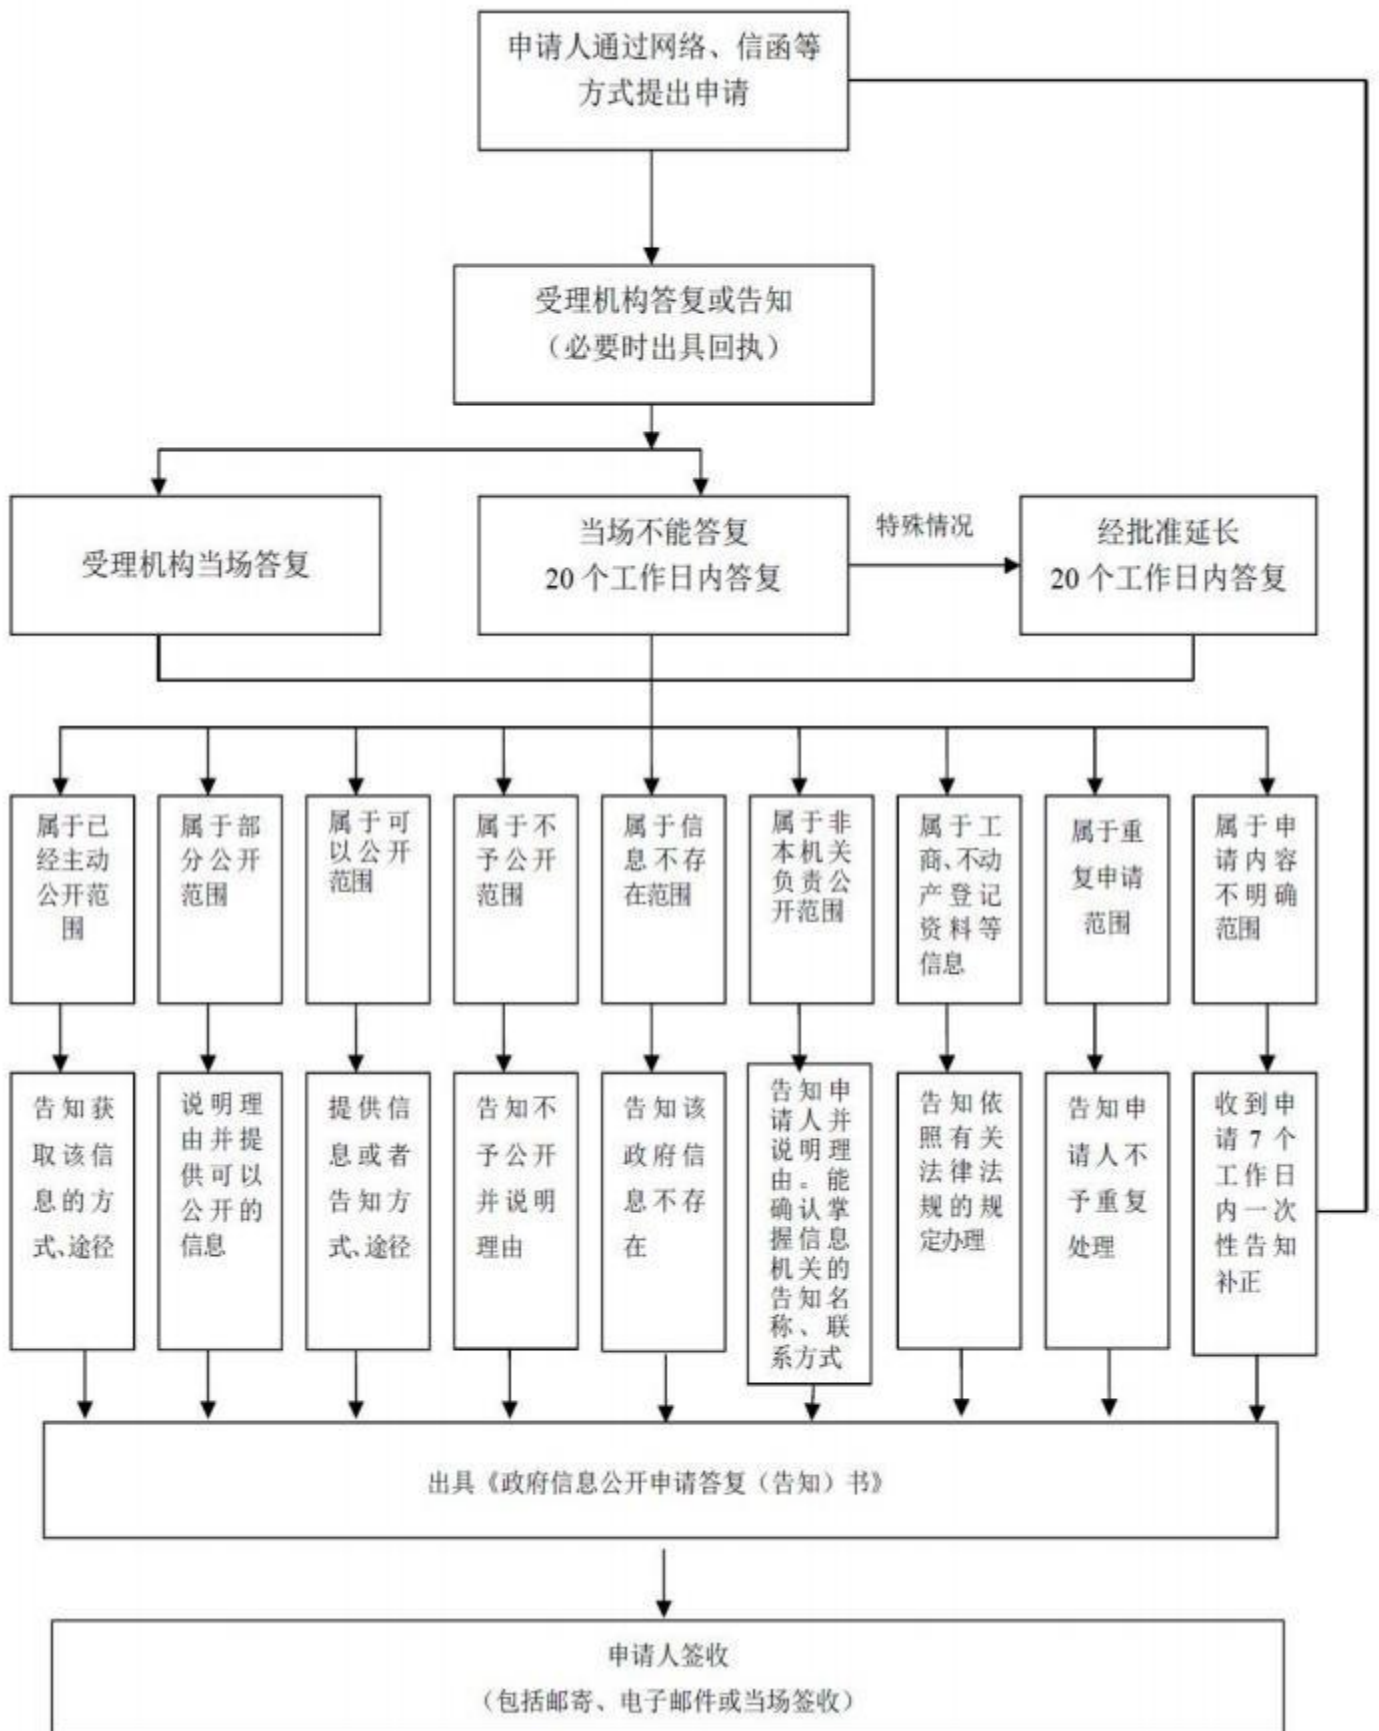 申请人通过网络、信函等
方式提出申请
受理机构答复或告知
（必要时出具回执）
受理机构当场答复
当场不能答复
20 个工作日内答复
特殊情况
经批准延长
20 个工作日内答复
属于已
经主动
公开范
围
属于部
分公开
范围
属于可
以公开
范围
属于不
予公开
范围
属于信
息不存
在范围
属于非
本机关
负责公
开范围
属于工
商、不动
产登记
资料等
信息
属于重
复申请
范围
属于申
请内容
不明确
范围
告知获
取该信
息的方
式、途径
说明理
由并提
供可以
公开的
信息
提供信
息或者
告知方
式、途径
告知不
予公开
并说明
理由
告知该
政府信
息不存
在
告知申
请人并
说明理
由。能
确认掌
握信息
机关的
告知名
称、联
系方式
告知依
照有关
法律法
规的规
定办理
告知申
请人不
予重复
处理
收到申
请 7 个
工作日
内一次
性告知
补正
出具《政府信息公开申请答复（告知）书》
申请人签收
（包括邮寄、电子邮件或当场签收）